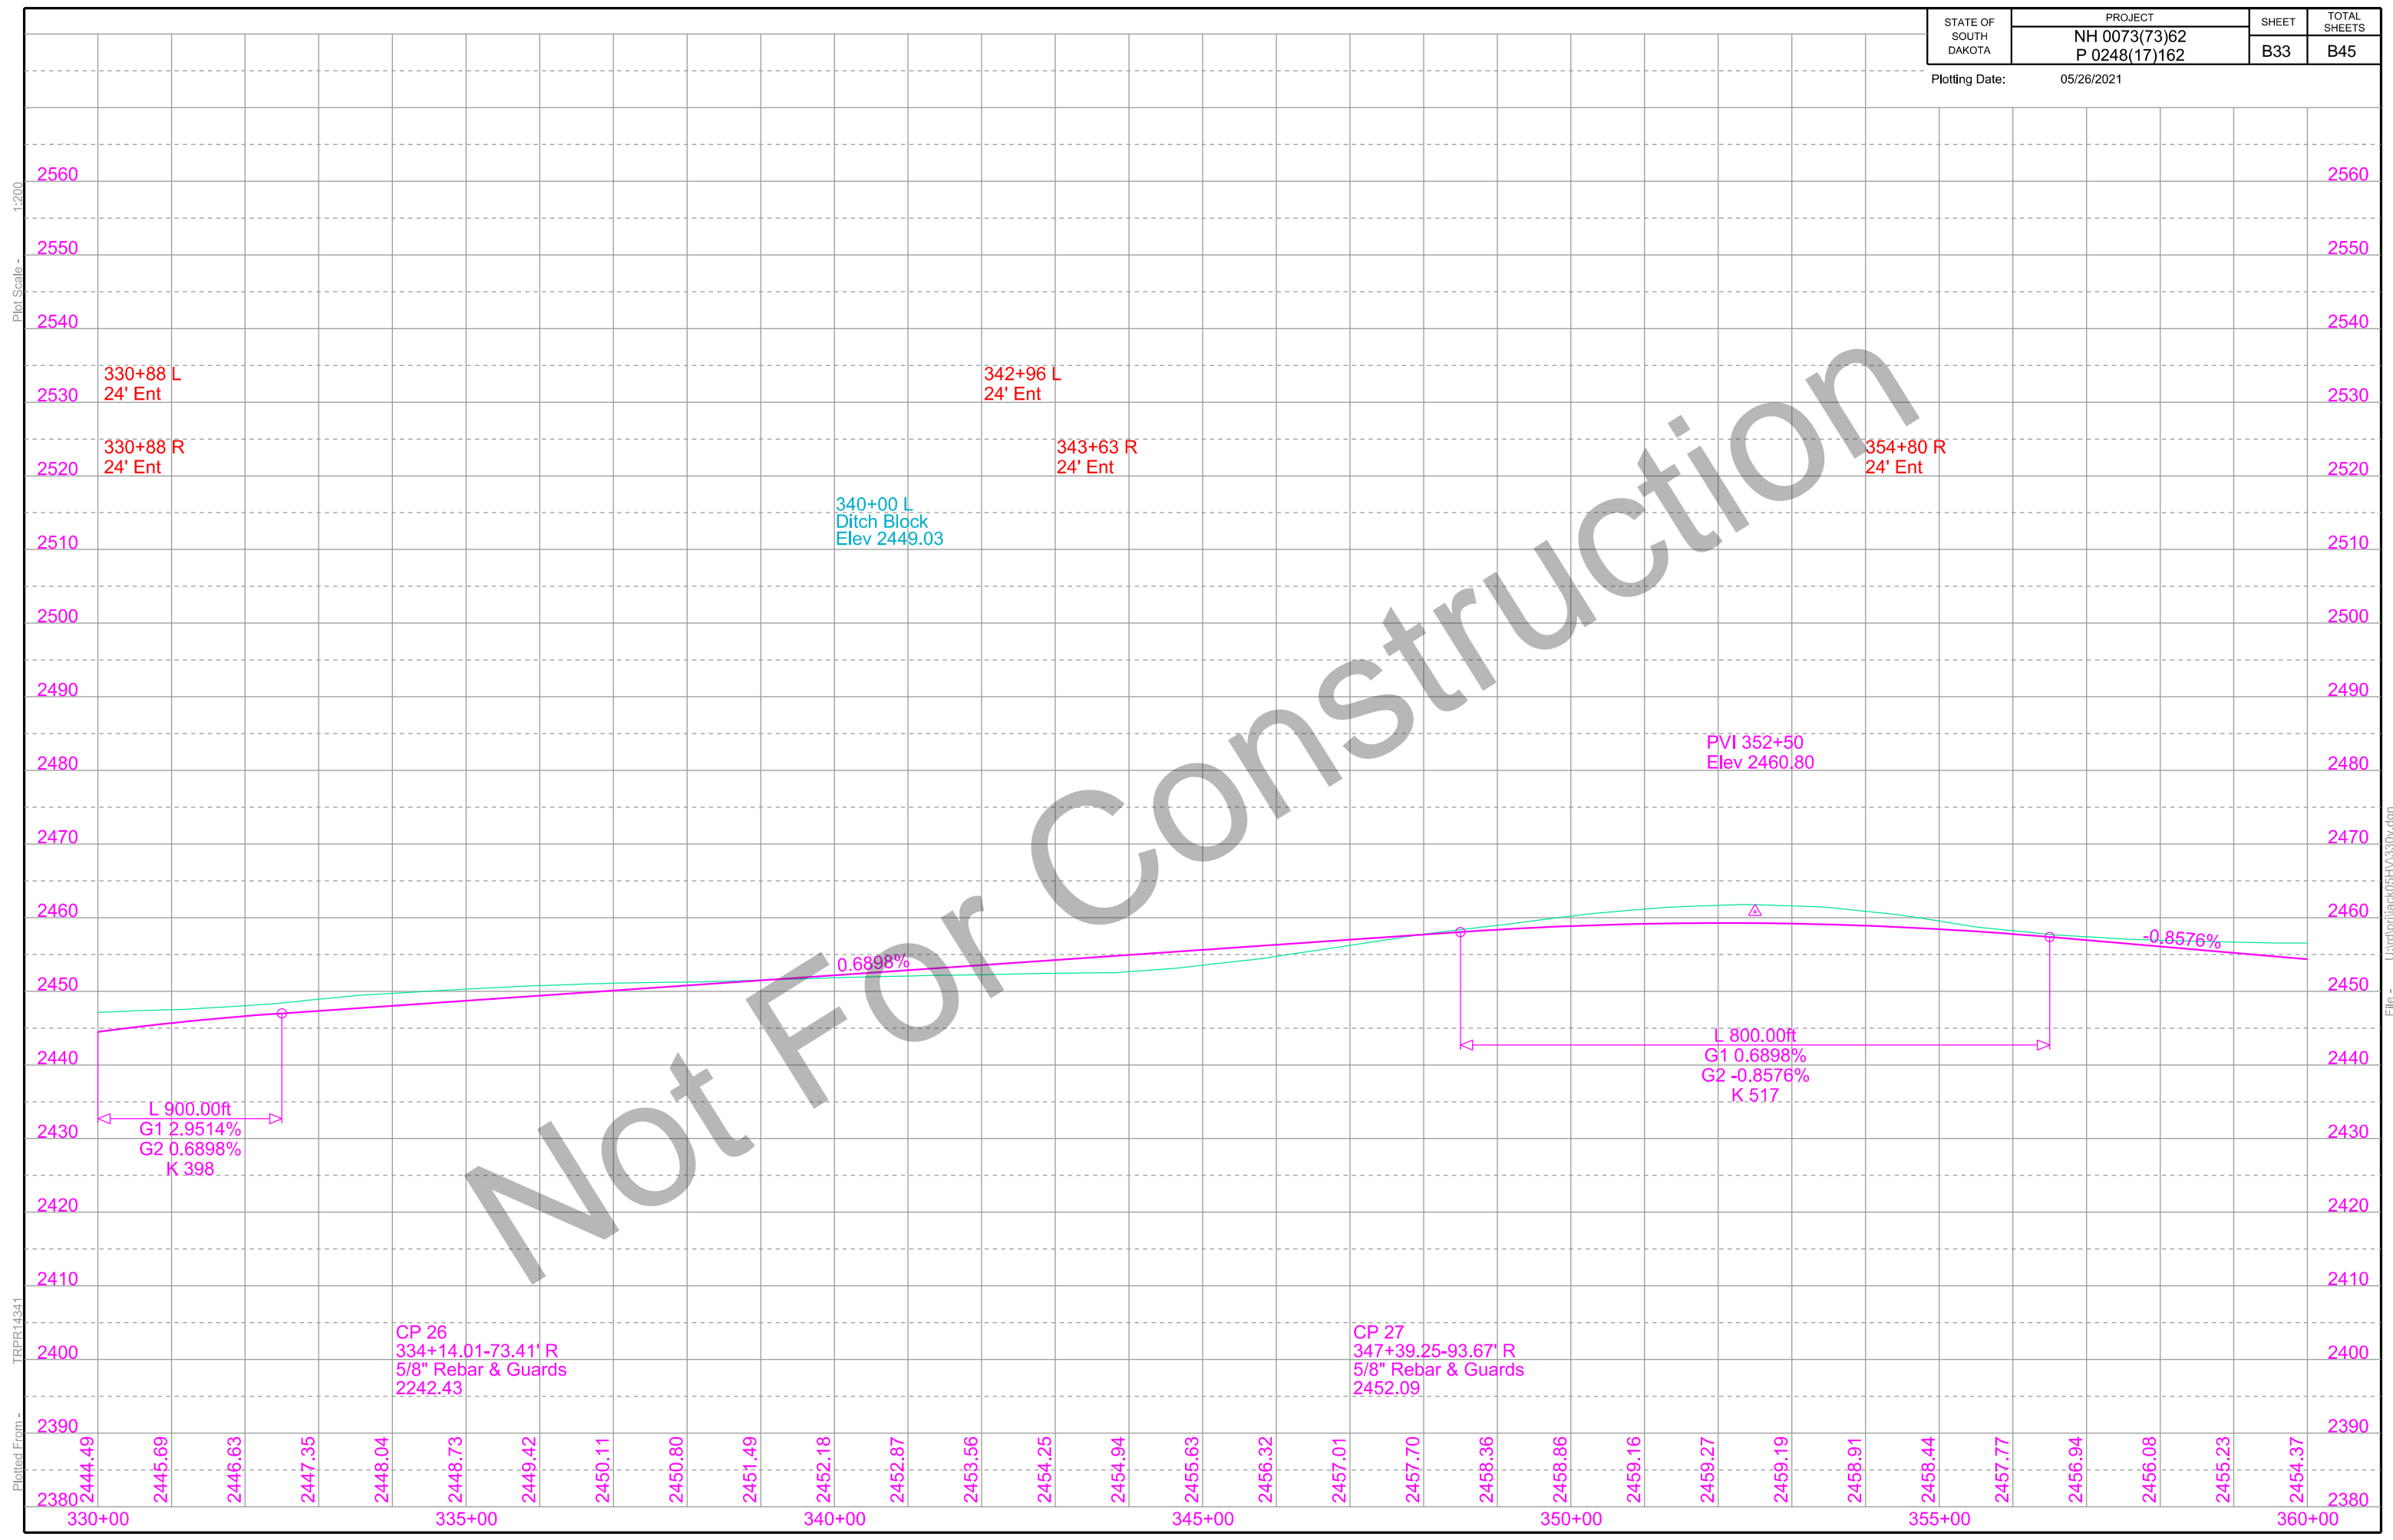 STATE OF SOUTH DAKOTA
PROJECT
NH 0073(73)62
P 0248(17)162
SHEET
B33
TOTAL SHEETS
B45
Plotting Date: 05/26/2021
Plot Scale - 1:200
2560 2560
2550 2550
2540 2540
330+88 L
24' Ent
342+96 L
24' Ent
2530 2530
330+88 R
24' Ent
343+63 R
24' Ent
354+80 R
24' Ent
2520 2520
340+00 L
Ditch Block
Elev 2449.03
2510 2510
2500 2500
2490 2490
PVI 352+50
Elev 2460.80
2480 2480
2470 2470
2460 2460
0.6898%
-0.8576%
2450 2450
L 800.00ft
G1 0.6898%
G2 -0.8576%
K 517
2440 2440
L 900.00ft
G1 2.9514%
G2 0.6898%
K 398
2430 2430
2420 2420
2410 2410
CP 26
334+14.01-73.41' R
5/8" Rebar & Guards
2242.43
CP 27
347+39.25-93.67' R
5/8" Rebar & Guards
2452.09
2400 2400
2390 2390
2380 2380
2444.49
2445.69
2446.63
2447.35
2448.04
2448.73
2449.42
2450.11
2450.80
2451.49
2452.18
2452.87
2453.56
2454.25
2454.94
2455.63
2456.32
2457.01
2457.70
2458.36
2458.86
2459.16
2459.27
2459.19
2458.91
2458.44
2457.77
2456.94
2456.08
2455.23
2454.37
330+00 335+00 340+00 345+00 350+00 355+00 360+00
Plotted From - TRPR14341
File -
Not For Construction